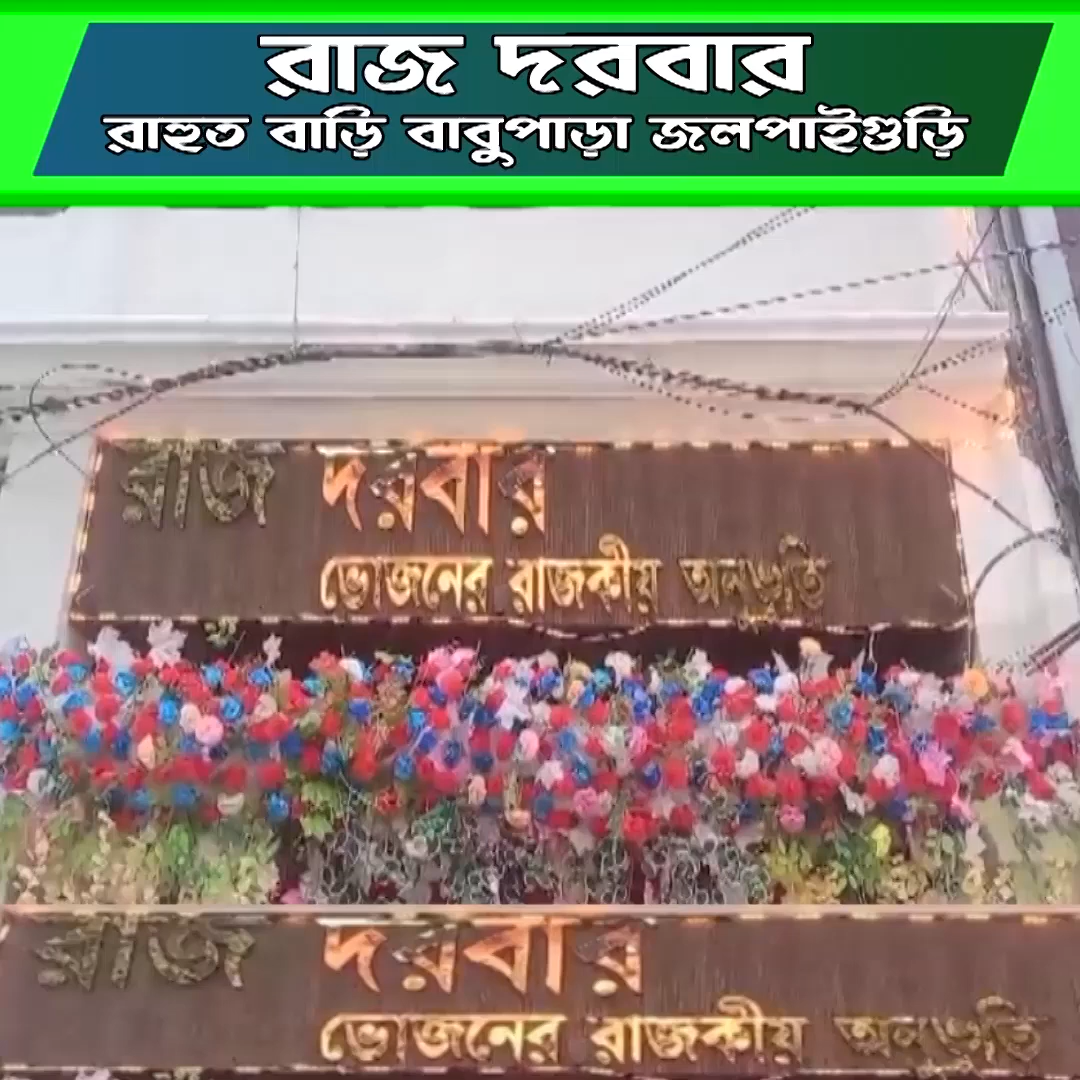 রাজ দরবার
রাহুত বাড়ি বাবুপাড়া জলপাইগুড়ি
রাজ দরবার
ভোজনের রাজকীয় অনুভূতি
রাজ দরবার
ভোজনের রাজকীয় অনুভূতি